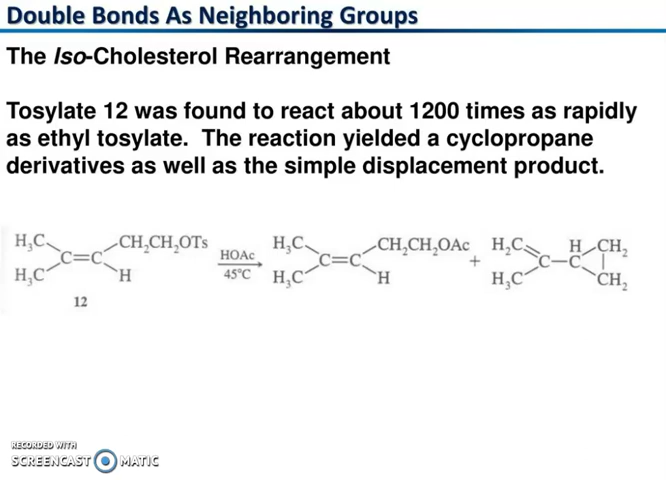 Double Bonds As Neighboring Groups
The Iso-Cholesterol Rearrangement
Tosylate 12 was found to react about 1200 times as rapidly
as ethyl tosylate. The reaction yielded a cyclopropane
derivatives as well as the simple displacement product.
H₃C CH₂CH₂OTs HOAc H₃C CH₂CH₂OAc H₂C H CH₂
C=C C=C + C–C
H₃C H 45°C H₃C H H₃C CH₂
12
RECORDED WITH
SCREENCAST MATIC